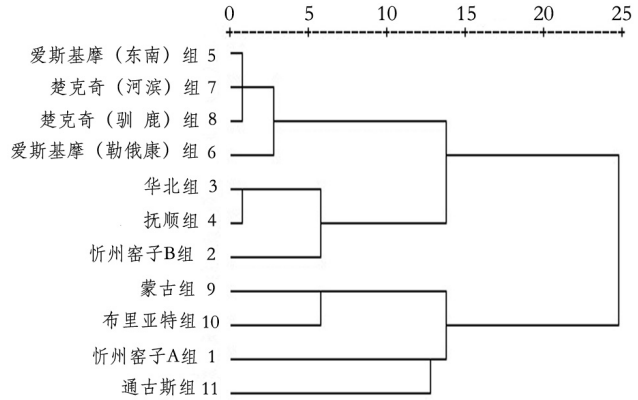 0 5 10 15 20 25
爱斯基摩（东南）组 5
楚克奇（河滨）组 7
楚克奇（驯 鹿）组 8
爱斯基摩（勒俄康）组 6
华北组 3
抚顺组 4
忻州窑子B组 2
蒙古组 9
布里亚特组 10
忻州窑子A组 1
通古斯组 11